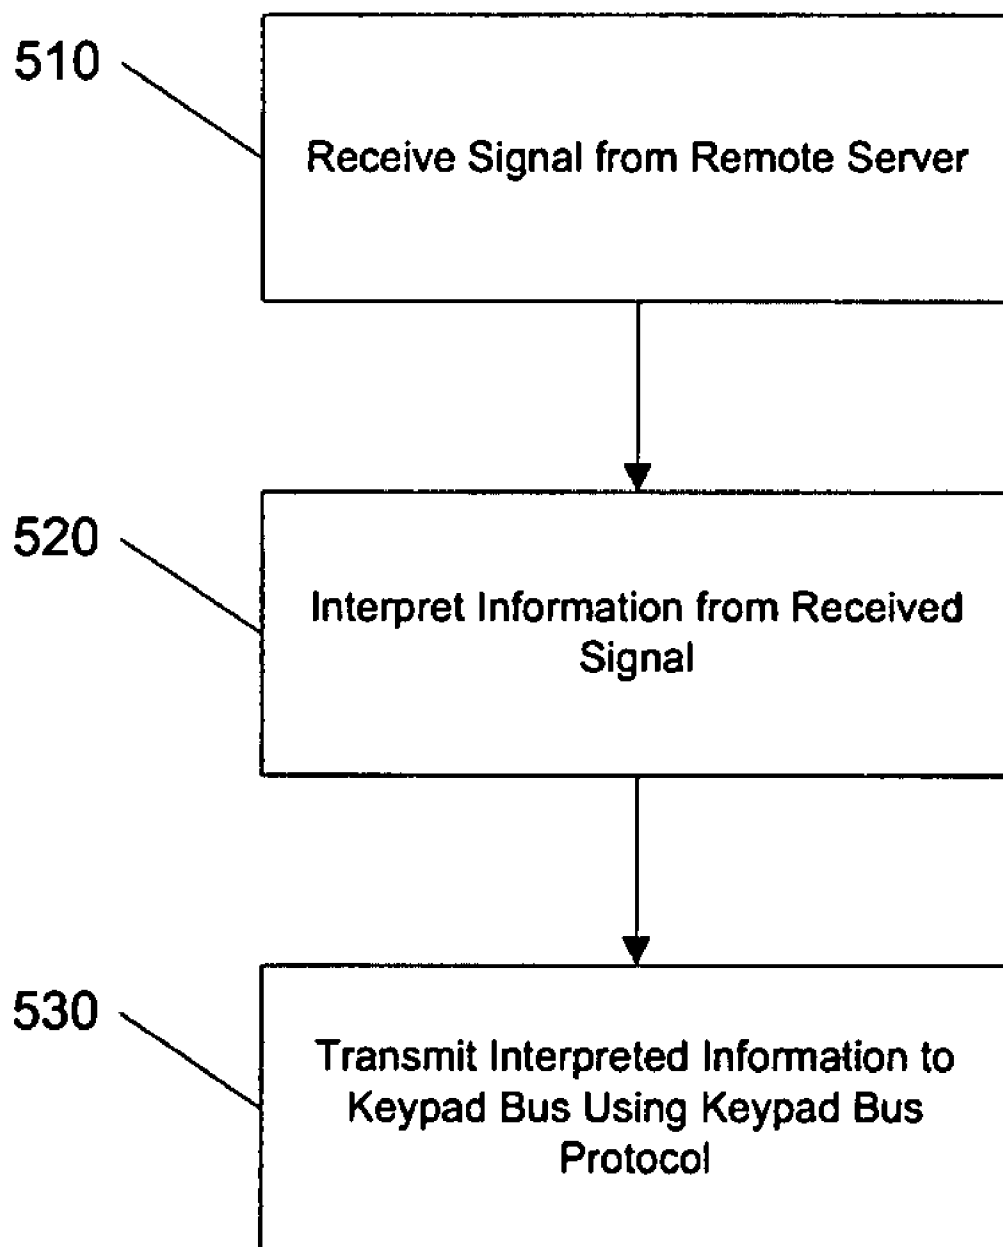 510
Receive Signal from Remote Server
520
Interpret Information from Received
Signal
530
Transmit Interpreted Information to
Keypad Bus Using Keypad Bus
Protocol